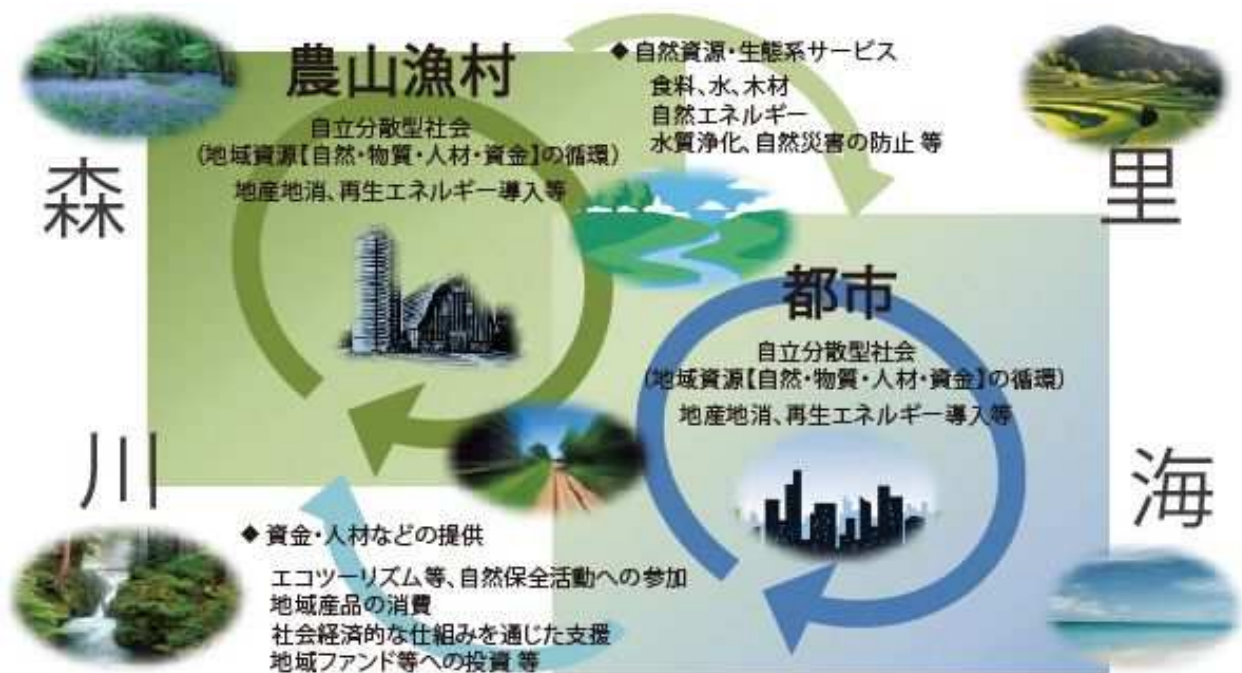 農山漁村
自立分散型社会
(地域資源【自然・物質・人材・資金】の循環)
地産地消、再生エネルギー導入等
◆ 自然資源・生態系サービス
食料、水、木材
自然エネルギー
水質浄化、自然災害の防止 等
森
里
都市
自立分散型社会
(地域資源【自然・物質・人材・資金】の循環)
地産地消、再生エネルギー導入等
川
海
◆ 資金・人材などの提供
エコツーリズム等、自然保全活動への参加
地域産品の消費
社会経済的な仕組みを通じた支援
地域ファンド等への投資 等